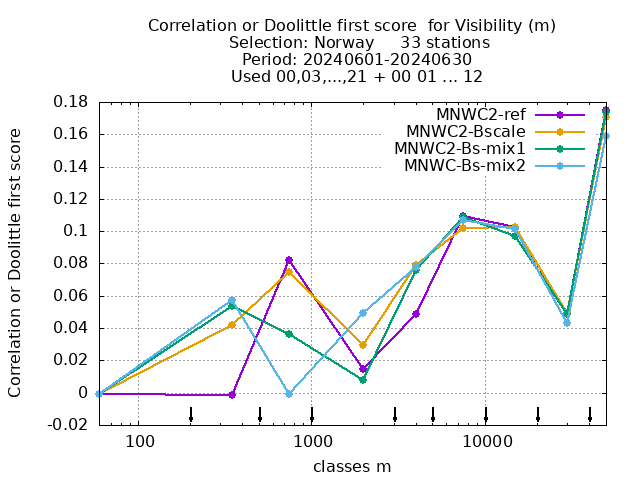 Correlation or Doolittle first score  for Visibility (m)
Selection: Norway     33 stations
Period: 20240601-20240630
Used 00,03,...,21 + 00 01 ... 12
Correlation or Doolittle first score
0.18
0.16
0.14
0.12
0.1
0.08
0.06
0.04
0.02
0
-0.02
MNWC2-ref
MNWC2-Bscale
MNWC2-Bs-mix1
MNWC-Bs-mix2
100 1000 10000
classes m